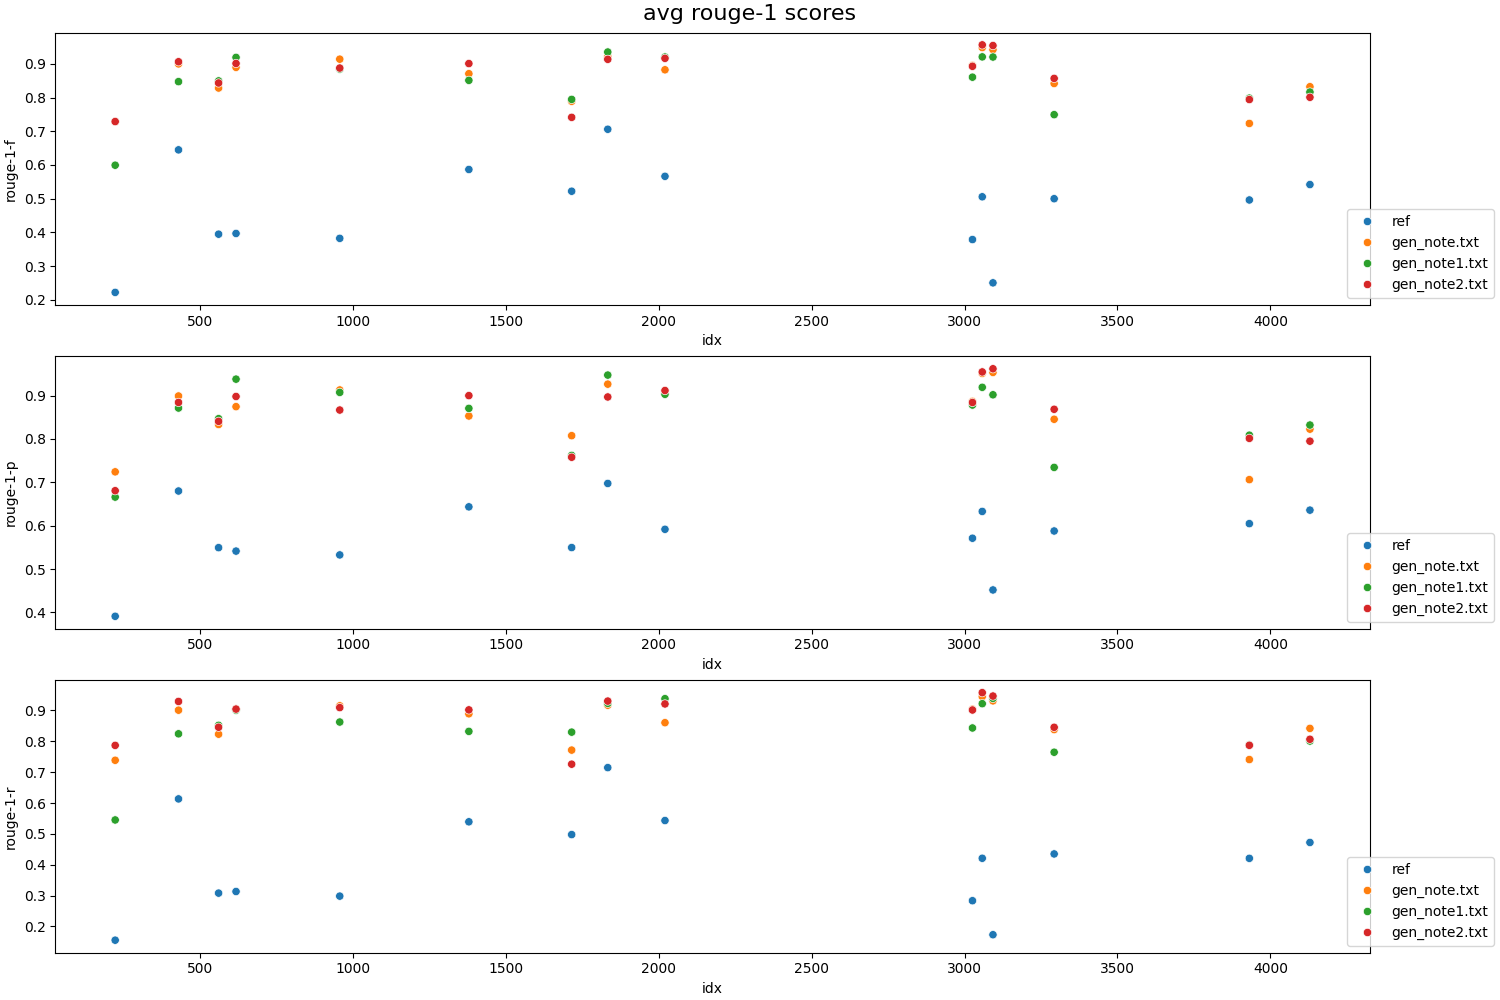 avg rouge-1 scores
rouge-1-f
0.9
0.8
0.7
0.6
0.5
0.4
0.3
0.2
500 1000 1500 2000 2500 3000 3500 4000
idx
ref
gen_note.txt
gen_note1.txt
gen_note2.txt
rouge-1-p
0.9
0.8
0.7
0.6
0.5
0.4
500 1000 1500 2000 2500 3000 3500 4000
idx
ref
gen_note.txt
gen_note1.txt
gen_note2.txt
rouge-1-r
0.9
0.8
0.7
0.6
0.5
0.4
0.3
0.2
500 1000 1500 2000 2500 3000 3500 4000
idx
ref
gen_note.txt
gen_note1.txt
gen_note2.txt